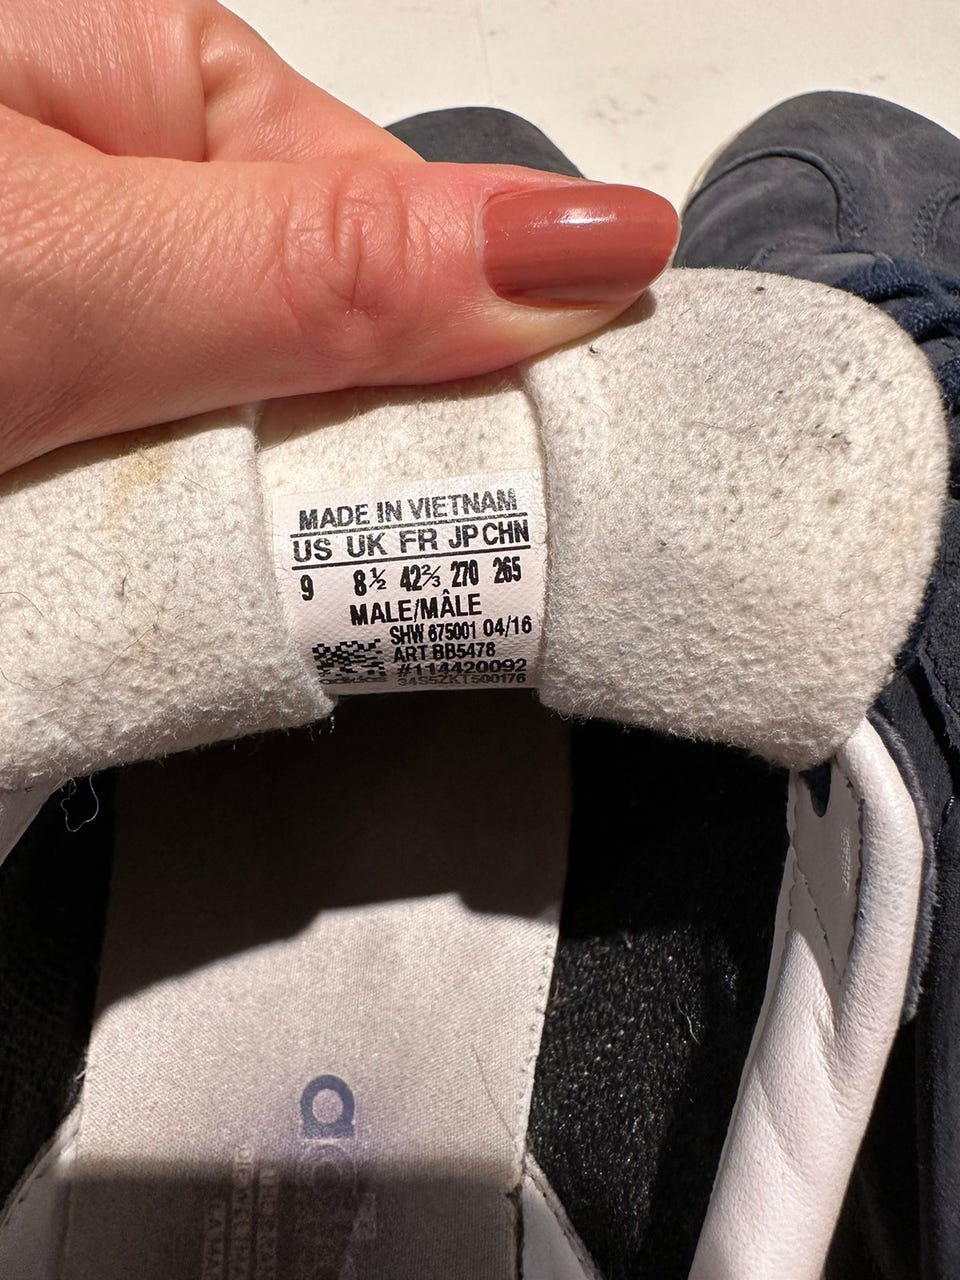 MADE IN VIETNAM
US UK FR JP CHN
9 8½ 42⅔ 270 265
MALE/MÂLE
SHW 675001 04/16
ART BB5478
#114420092
34S5ZKT500176